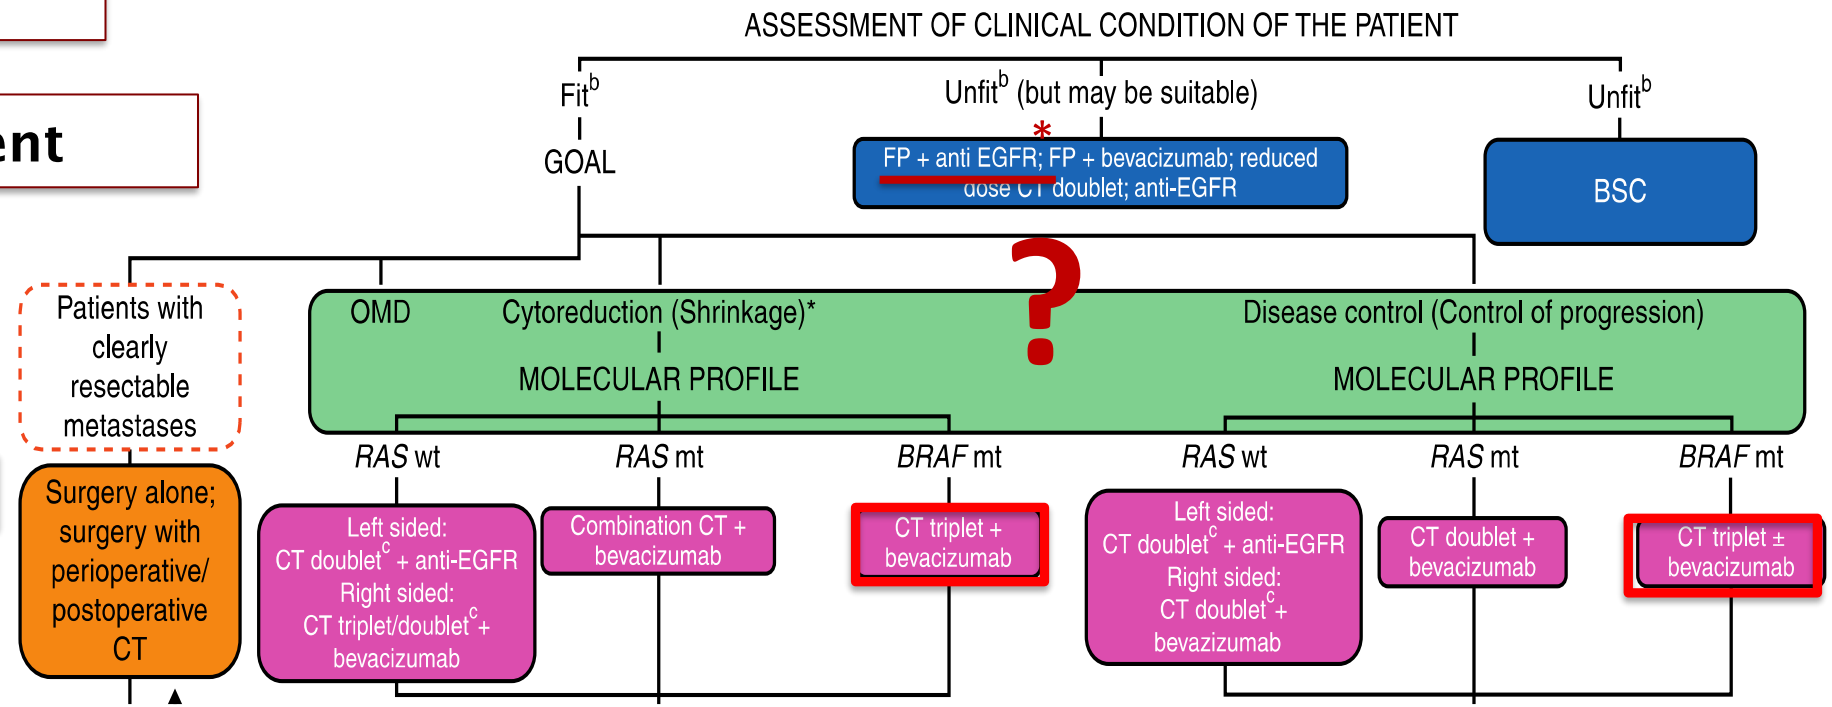 ASSESSMENT OF CLINICAL CONDITION OF THE PATIENT
ent
Fitb
Unfitb (but may be suitable)
Unfitb
GOAL
*
FP + anti EGFR; FP + bevacizumab; reduced
dose CT doublet; anti-EGFR
BSC
?
Patients with
clearly
resectable
metastases
OMD
Cytoreduction (Shrinkage)*
MOLECULAR PROFILE
Disease control (Control of progression)
MOLECULAR PROFILE
RAS wt
RAS mt
BRAF mt
RAS wt
RAS mt
BRAF mt
Surgery alone;
surgery with
perioperative/
postoperative
CT
Left sided:
CT doubletc + anti-EGFR
Right sided:
CT triplet/doubletc+
bevacizumab
Combination CT +
bevacizumab
CT triplet +
bevacizumab
Left sided:
CT doubletc + anti-EGFR
Right sided:
CT doubletc+
bevazizumab
CT doublet +
bevacizumab
CT triplet ±
bevacizumab